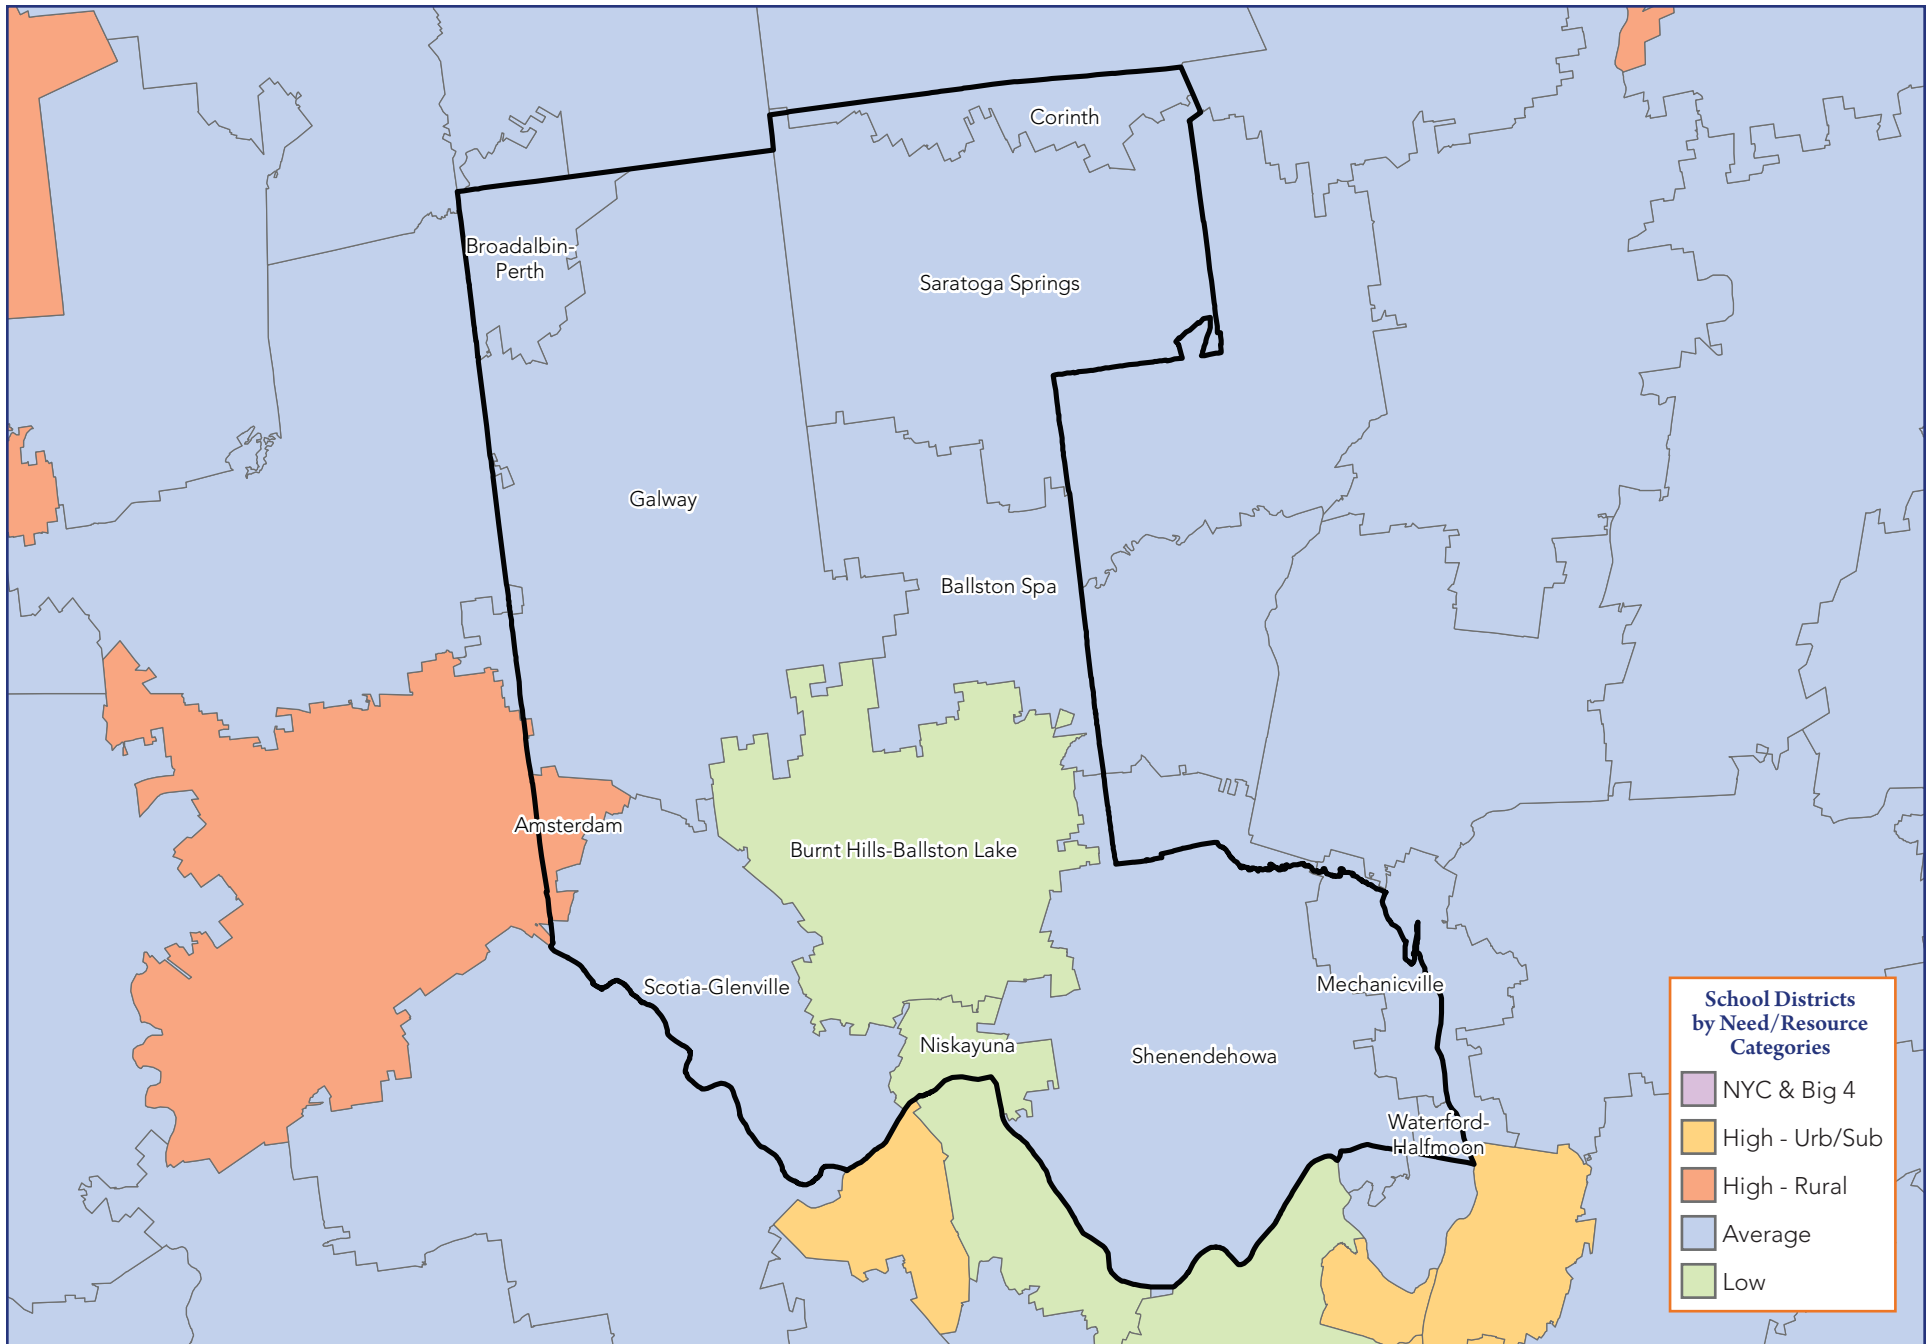 Corinth
Broadalbin-
Perth
Saratoga Springs
Galway
Ballston Spa
Amsterdam
Burnt Hills-Ballston Lake
Scotia-Glenville
Mechanicville
Niskayuna
Shenendehowa
Waterford-
Halfmoon
School Districts
by Need/Resource
Categories
NYC & Big 4
High - Urb/Sub
High - Rural
Average
Low